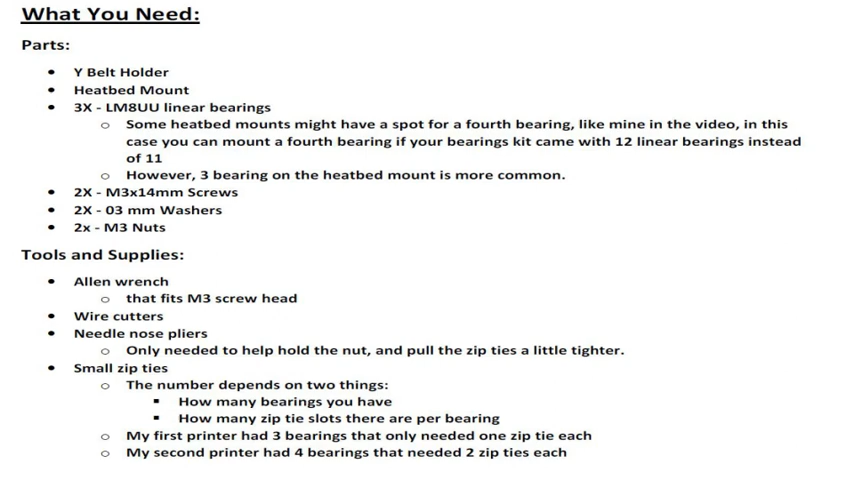 What You Need:
Parts:
• Y Belt Holder
• Heatbed Mount
• 3X - LM8UU linear bearings
o Some heatbed mounts might have a spot for a fourth bearing, like mine in the video, in this
case you can mount a fourth bearing if your bearings kit came with 12 linear bearings instead
of 11
o However, 3 bearing on the heatbed mount is more common.
• 2X - M3x14mm Screws
• 2X - 03 mm Washers
• 2x - M3 Nuts
Tools and Supplies:
• Allen wrench
o that fits M3 screw head
• Wire cutters
• Needle nose pliers
o Only needed to help hold the nut, and pull the zip ties a little tighter.
• Small zip ties
o The number depends on two things:
▪ How many bearings you have
▪ How many zip tie slots there are per bearing
o My first printer had 3 bearings that only needed one zip tie each
o My second printer had 4 bearings that needed 2 zip ties each